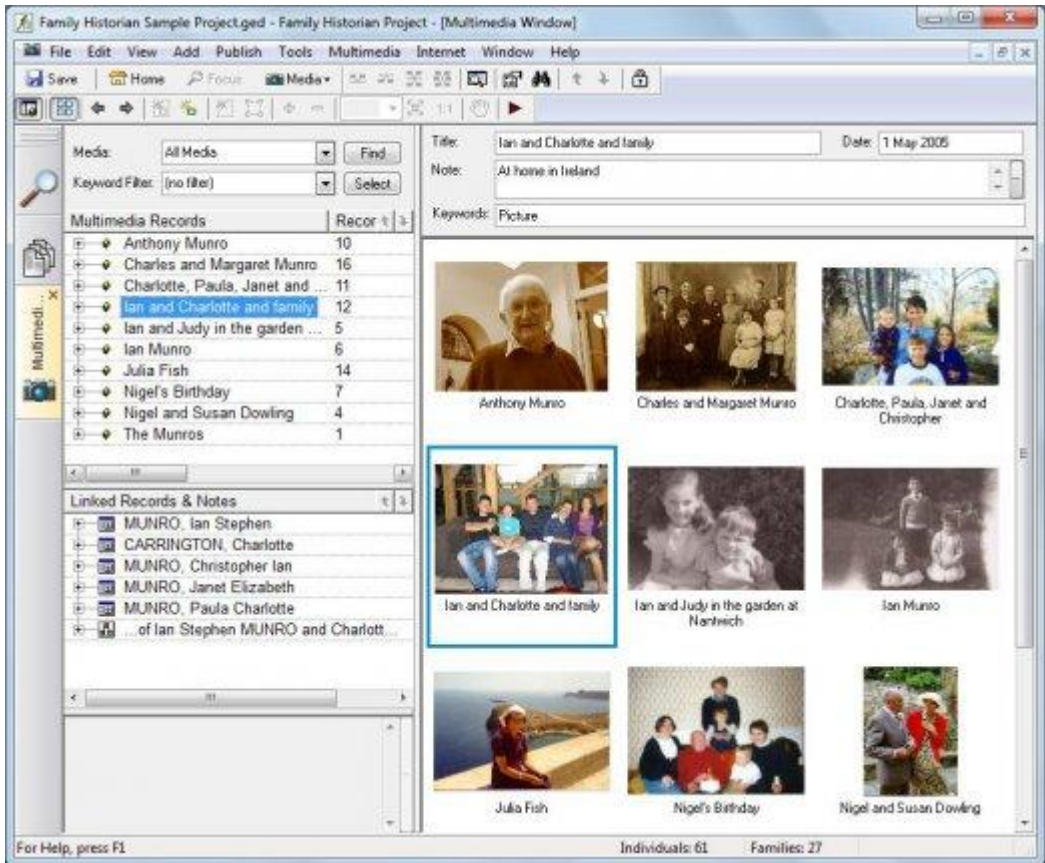 Family Historian Sample Project.ged - Family Historian Project - [Multimedia Window]
File Edit View Add Publish Tools Multimedia Internet Window Help
Save Home Focus Media
1:1
Media: All Media Find
Keyword Filter: (no filter) Select
Multimedia Records Recor
Anthony Munro 10
Charles and Margaret Munro 16
Charlotte, Paula, Janet and ... 11
Ian and Charlotte and family 12
Ian and Judy in the garden ... 5
Ian Munro 6
Julia Fish 14
Nigel's Birthday 7
Nigel and Susan Dowling 4
The Munros 1
Multimedi...
Linked Records & Notes
MUNRO, Ian Stephen
CARRINGTON, Charlotte
MUNRO, Christopher Ian
MUNRO, Janet Elizabeth
MUNRO, Paula Charlotte
...of Ian Stephen MUNRO and Charlott...
Title: Ian and Charlotte and family Date: 1 May 2005
Note: At home in Ireland
Keywords: Picture
Anthony Munro
Charles and Margaret Munro
Charlotte, Paula, Janet and
Christopher
Ian and Charlotte and family
Ian and Judy in the garden at
Nantwich
Ian Munro
Julia Fish
Nigel's Birthday
Nigel and Susan Dowling
For Help, press F1 Individuals: 61 Families: 27